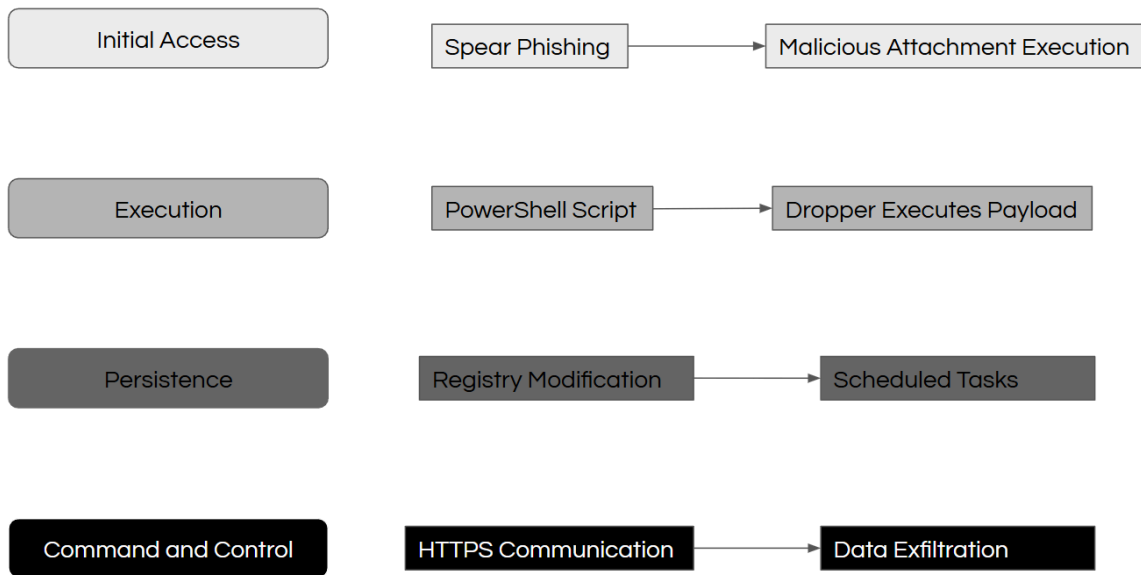 Initial Access
Spear Phishing
Malicious Attachment Execution
Execution
PowerShell Script
Dropper Executes Payload
Persistence
Registry Modification
Scheduled Tasks
Command and Control
HTTPS Communication
Data Exfiltration